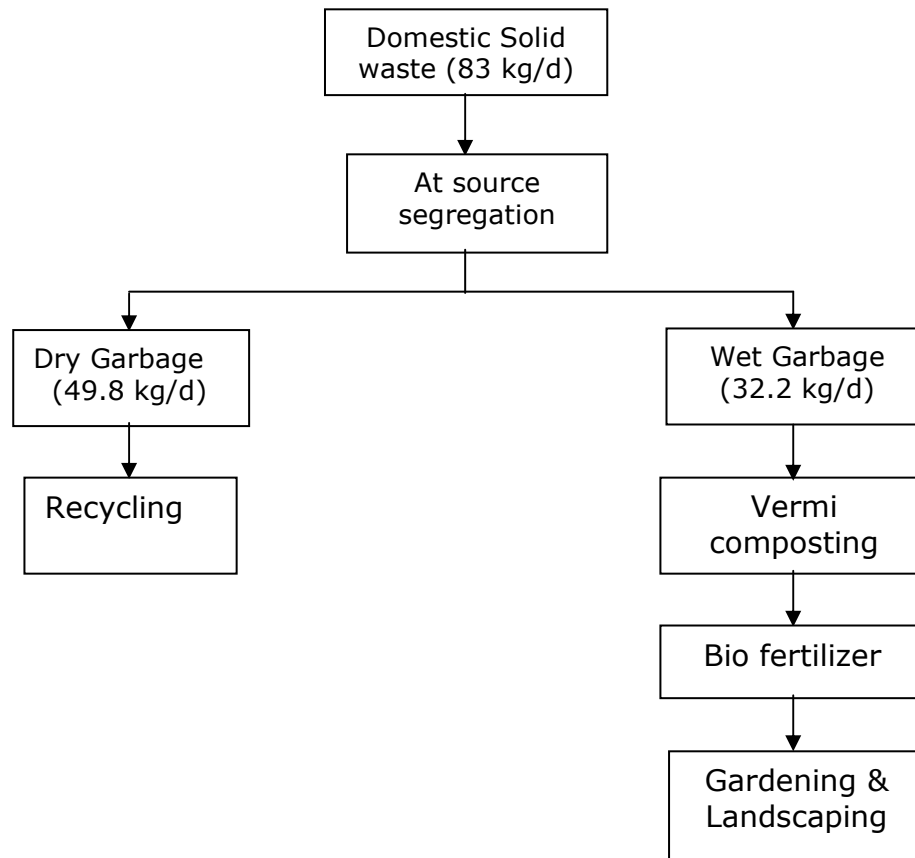 Domestic Solid
waste (83 kg/d)
At source
segregation
Dry Garbage
(49.8 kg/d)
Wet Garbage
(32.2 kg/d)
Recycling
Vermi
composting
Bio fertilizer
Gardening &
Landscaping